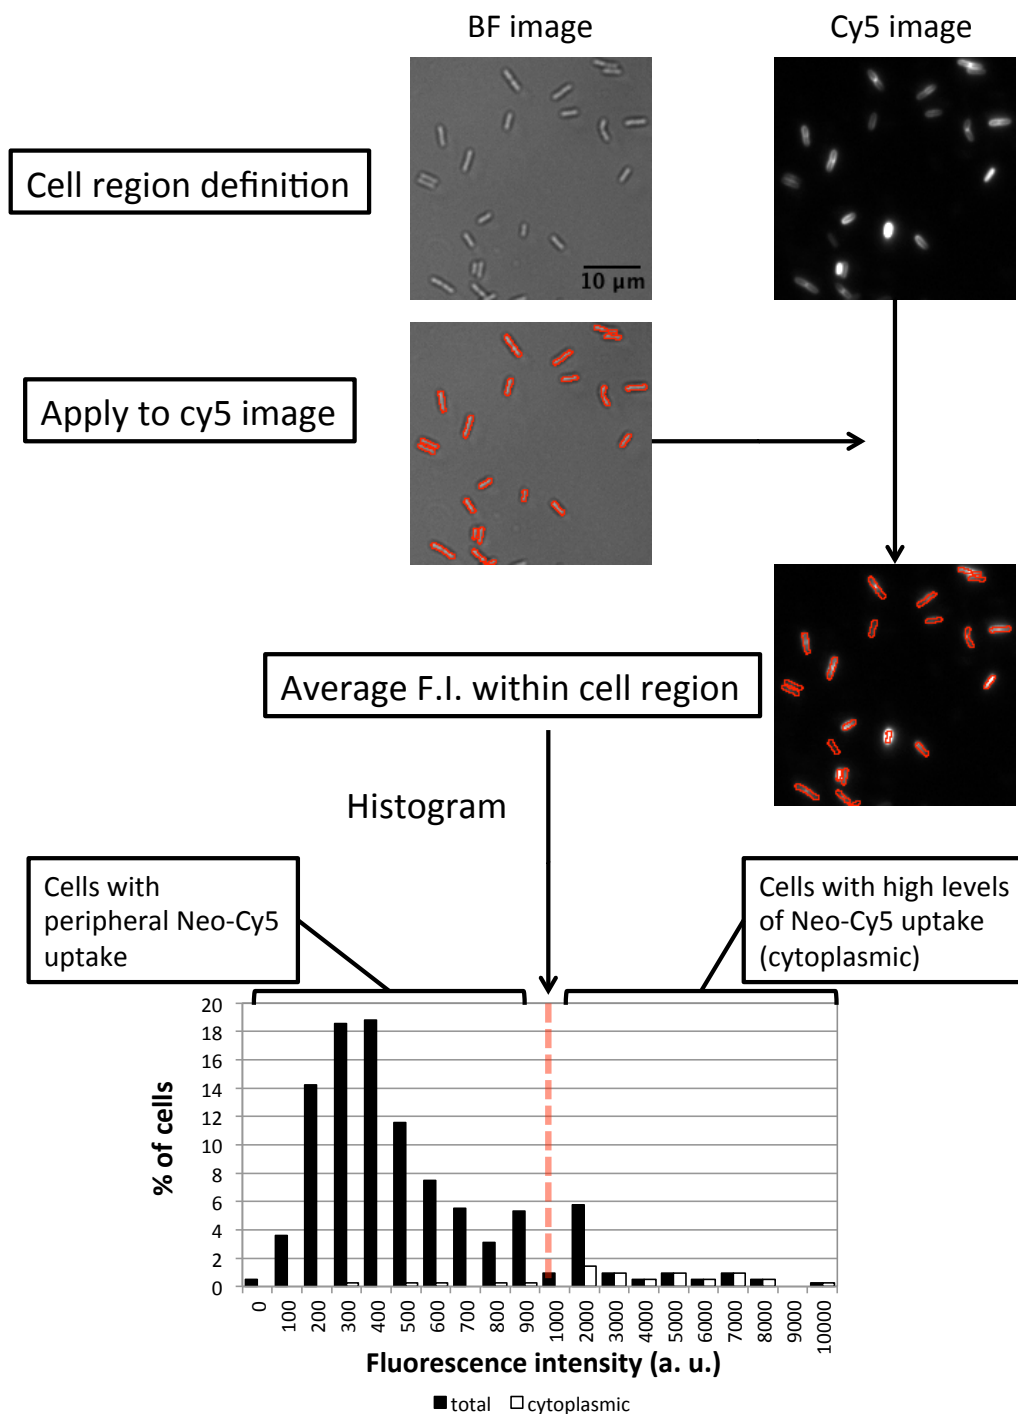 BF image
Cy5 image
Cell region definition
10 µm
Apply to cy5 image
Average F.I. within cell region
Histogram
Cells with
peripheral Neo-Cy5
uptake
Cells with high levels
of Neo-Cy5 uptake
(cytoplasmic)
% of cells
20
18
16
14
12
10
8
6
4
2
0
0
100
200
300
400
500
600
700
800
900
1000
2000
3000
4000
5000
6000
7000
8000
9000
10000
Fluorescence intensity (a. u.)
total
cytoplasmic